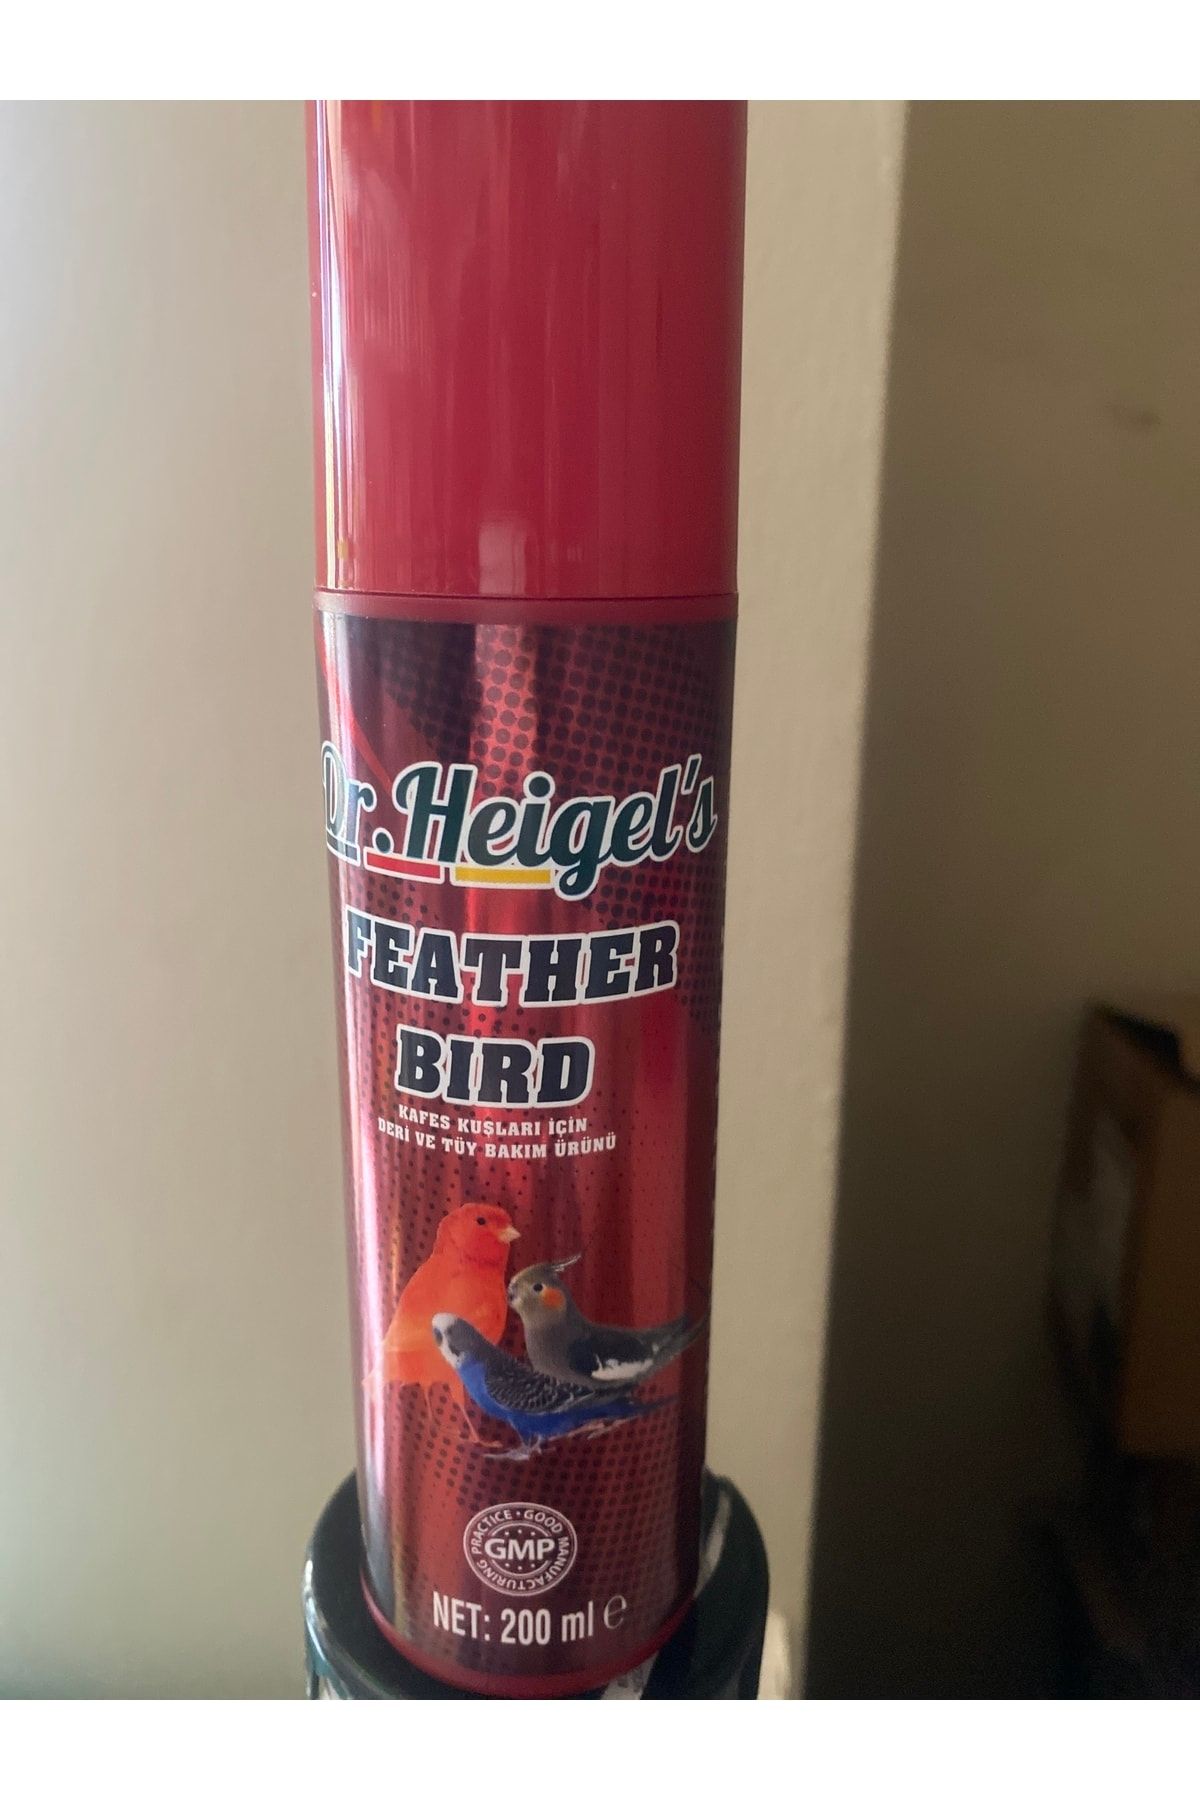 Dr. Heigel's
FEATHER
BIRD
KAFES KUŞLARI İÇİN
DERİ VE TÜY BAKIM ÜRÜNÜ
GOOD MANUFACTURING PRACTICE •
GMP
NET: 200 ml ℮